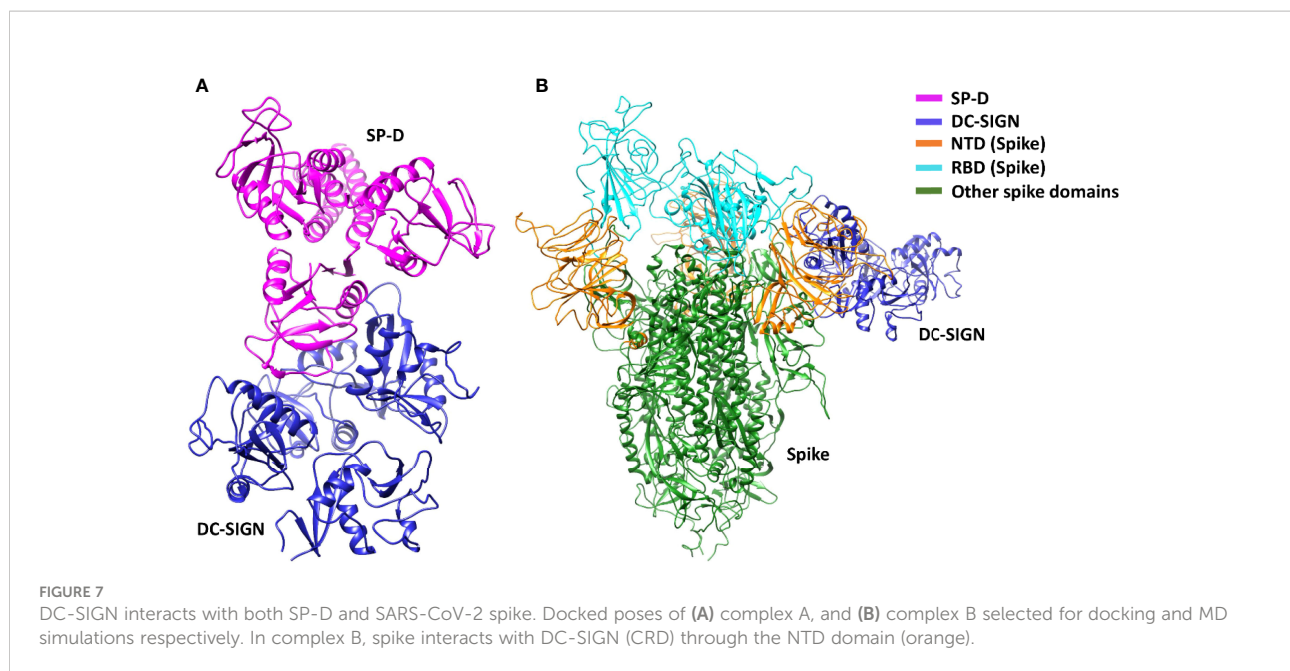 A
SP-D
DC-SIGN
B
SP-D
DC-SIGN
NTD (Spike)
RBD (Spike)
Other spike domains
DC-SIGN
Spike
FIGURE 7
DC-SIGN interacts with both SP-D and SARS-CoV-2 spike. Docked poses of (A) complex A, and (B) complex B selected for docking and MD
simulations respectively. In complex B, spike interacts with DC-SIGN (CRD) through the NTD domain (orange).